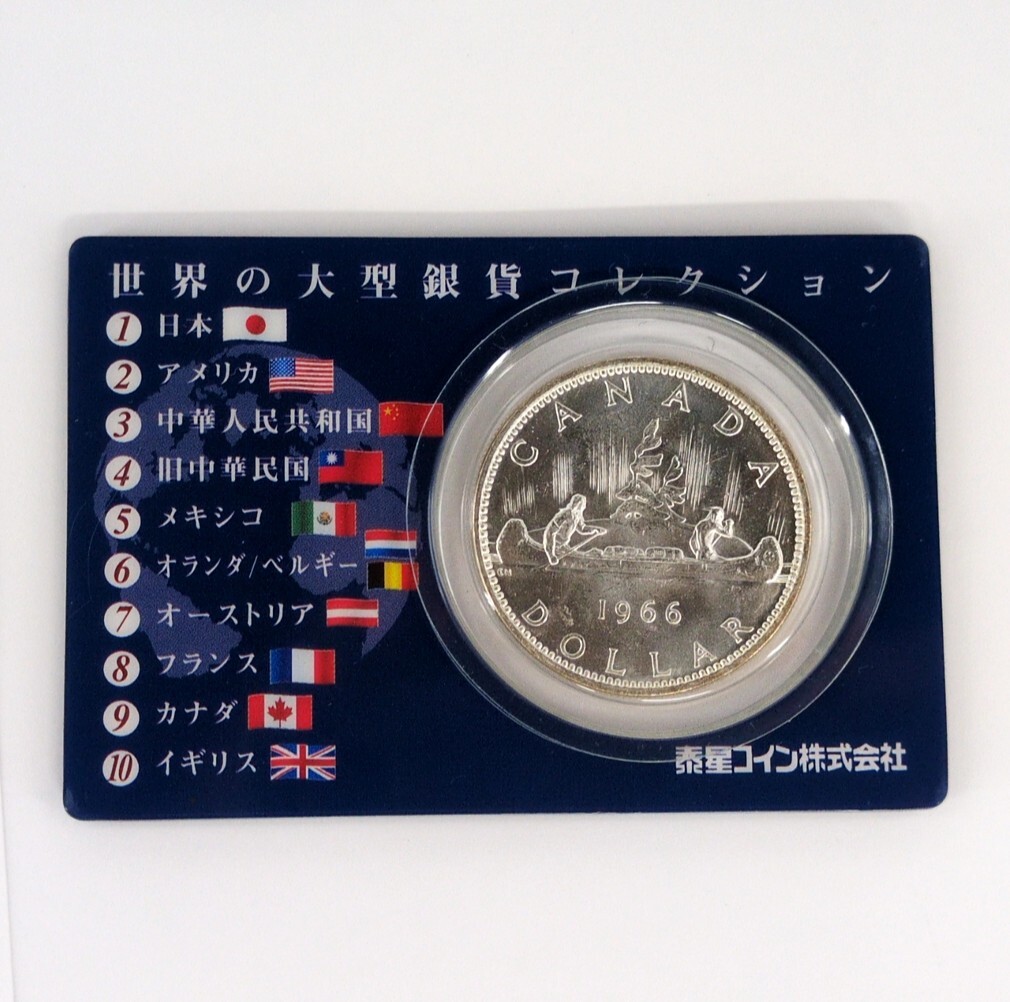 世界の大型銀貨コレクション
1 日本
2 アメリカ
3 中華人民共和国
4 旧中華民国
5 メキシコ
6 オランダ/ベルギー
7 オーストリア
8 フランス
9 カナダ
10 イギリス
CANADA
1966
DOLLAR
泰星コイン株式会社